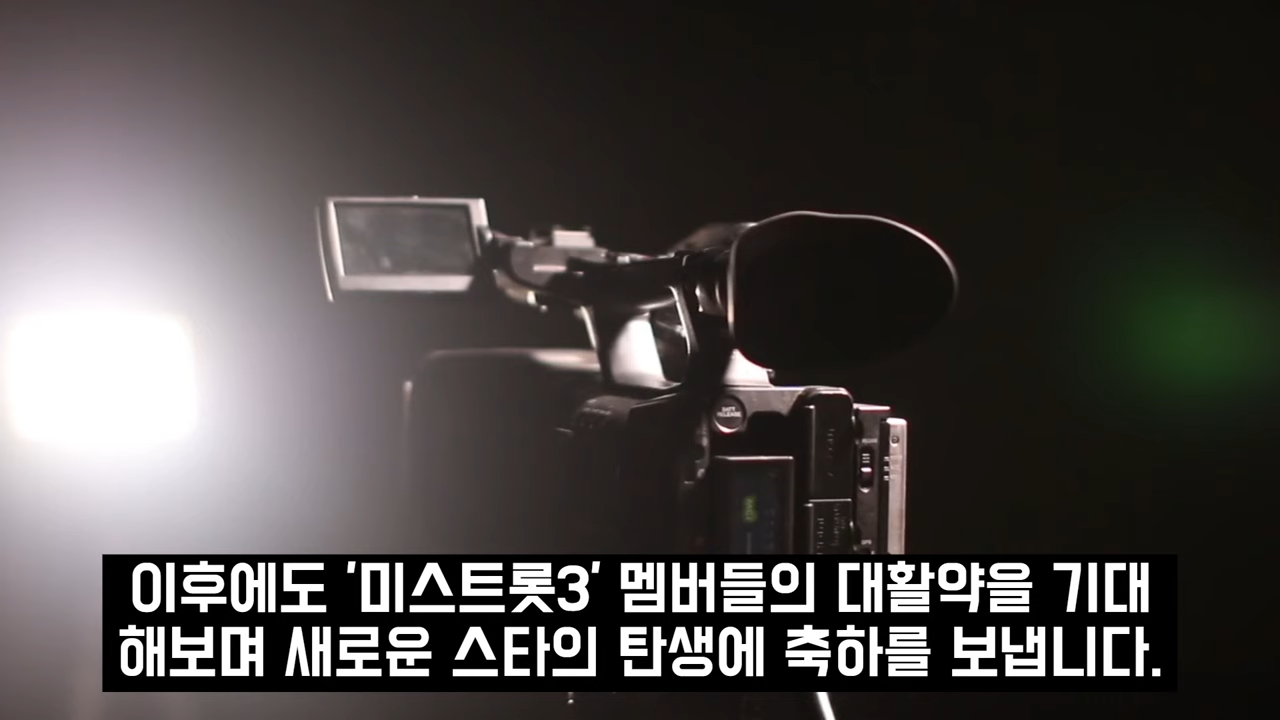 BATT
RELEASE
이후에도 '미스트롯3' 멤버들의 대활약을 기대
해보며 새로운 스타의 탄생에 축하를 보냅니다.